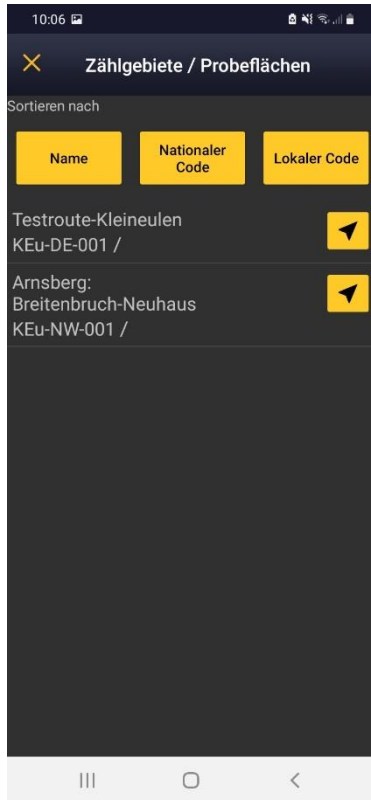 10:06
Zählgebiete / Probeflächen
Sortieren nach
Name
Nationaler
Code
Lokaler Code
Testroute-Kleineulen
KEu-DE-001 /
Arnsberg:
Breitenbruch-Neuhaus
KEu-NW-001 /